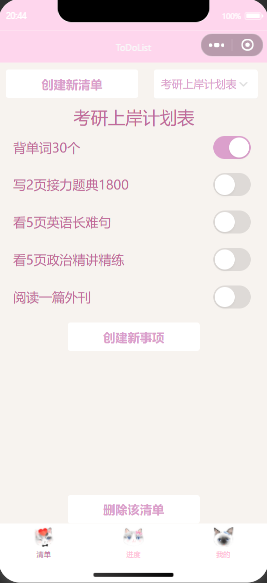 20:44
100%
ToDoList
创建新清单
考研上岸计划表
考研上岸计划表
背单词30个
写2页接力题典1800
看5页英语长难句
看5页政治精讲精练
阅读一篇外刊
创建新事项
删除该清单
清单
进度
我的